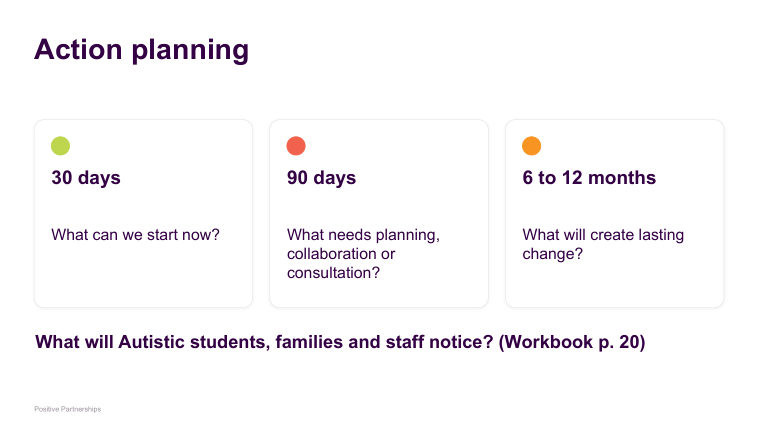 Action planning
30 days
What can we start now?
90 days
What needs planning,
collaboration or
consultation?
6 to 12 months
What will create lasting
change?
What will Autistic students, families and staff notice? (Workbook p. 20)
Positive Partnerships